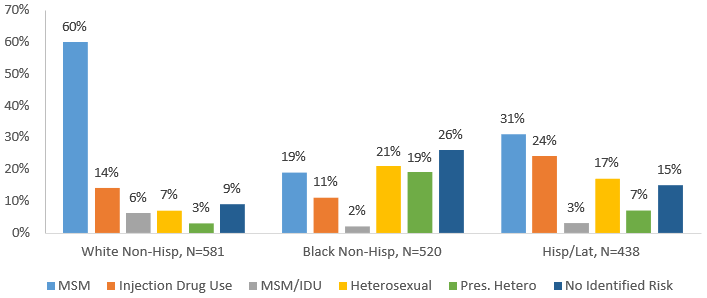 70%
60%
50%
40%
30%
20%
10%
0%
60%
14%
6%
7%
3%
9%
19%
11%
2%
21%
19%
26%
31%
24%
3%
17%
7%
15%
White Non-Hisp, N=581
Black Non-Hisp, N=520
Hisp/Lat, N=438
MSM
Injection Drug Use
MSM/IDU
Heterosexual
Pres. Hetero
No Identified Risk